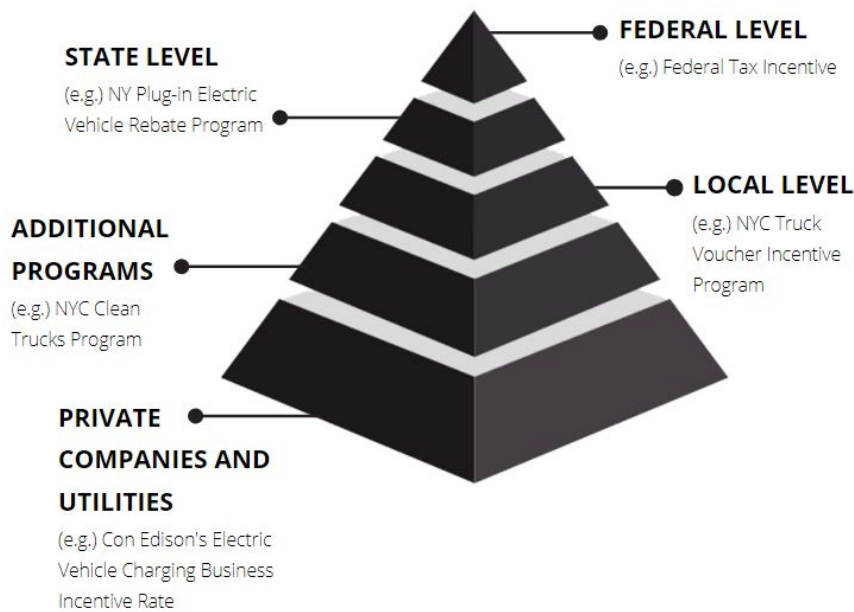 FEDERAL LEVEL
(e.g.) Federal Tax Incentive
STATE LEVEL
(e.g.) NY Plug-in Electric
Vehicle Rebate Program
LOCAL LEVEL
(e.g.) NYC Truck
Voucher Incentive
Program
ADDITIONAL
PROGRAMS
(e.g.) NYC Clean
Trucks Program
PRIVATE
COMPANIES AND
UTILITIES
(e.g.) Con Edison's Electric
Vehicle Charging Business
Incentive Rate